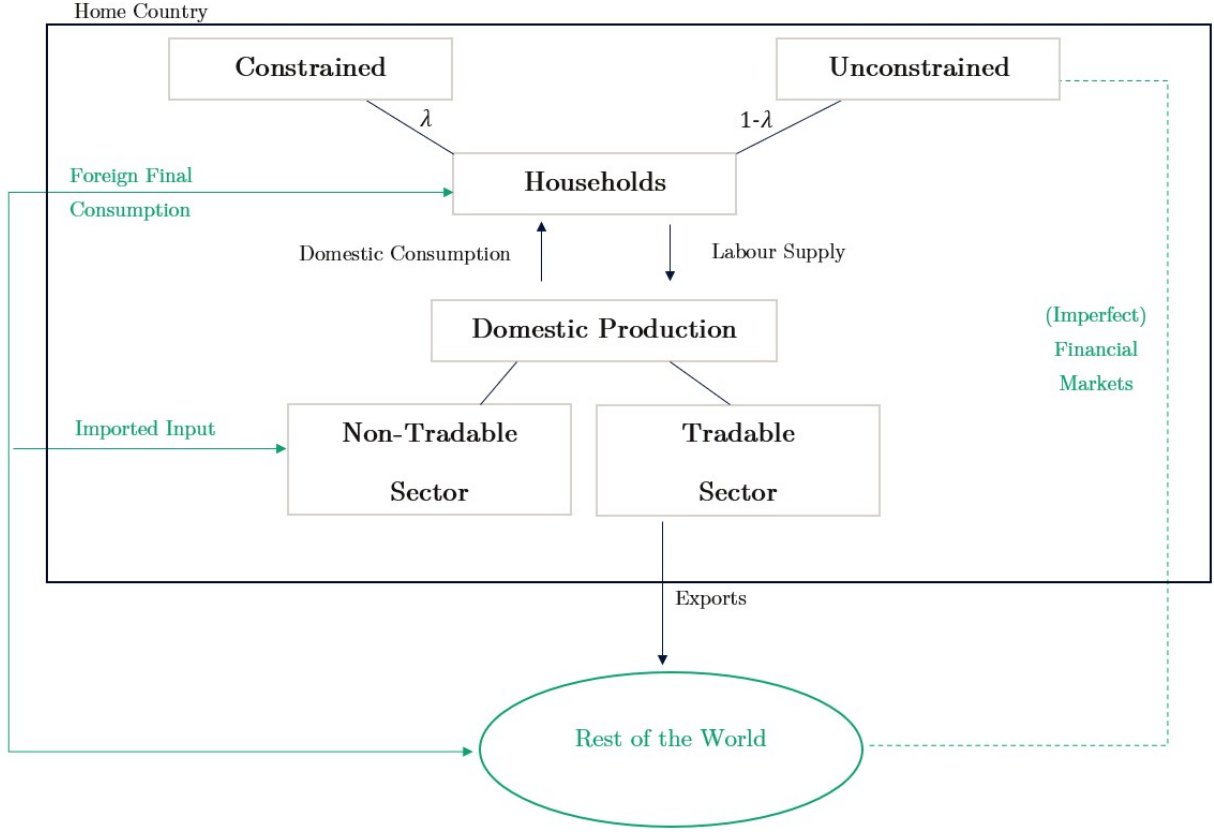 Home Country
Constrained
Unconstrained
λ
1-λ
Foreign Final
Consumption
Households
Domestic Consumption
Labour Supply
(Imperfect)
Financial
Markets
Domestic Production
Imported Input
Non-Tradable
Sector
Tradable
Sector
Exports
Rest of the World